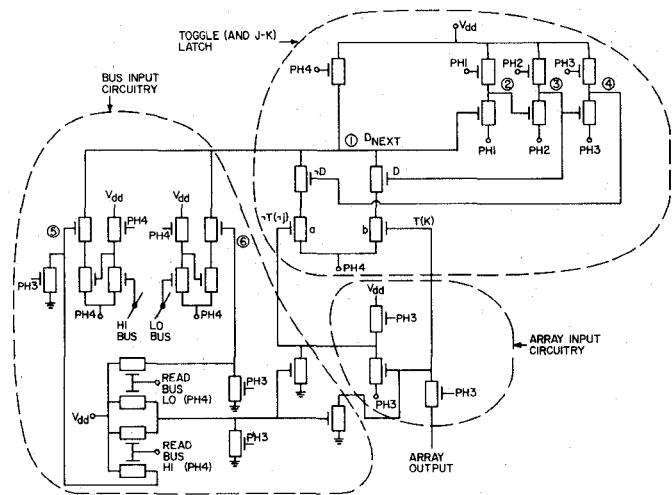 TOGGLE (AND J-K)
LATCH
Vdd
PH4
PH1
PH2
PH3
②
③
④
PH1
PH2
PH3
BUS INPUT
CIRCUITRY
① DNEXT
¬D
D
¬T(¬j)
a
b
T(K)
PH4
Vdd
Vdd
⑤
PH4
PH4
⑥
PH3
PH4
HI
BUS
LO
BUS
PH4
Vdd
PH3
ARRAY INPUT
CIRCUITRY
PH3
PH3
READ
BUS
LO (PH4)
PH3
Vdd
READ
BUS
HI (PH4)
PH3
ARRAY
OUTPUT